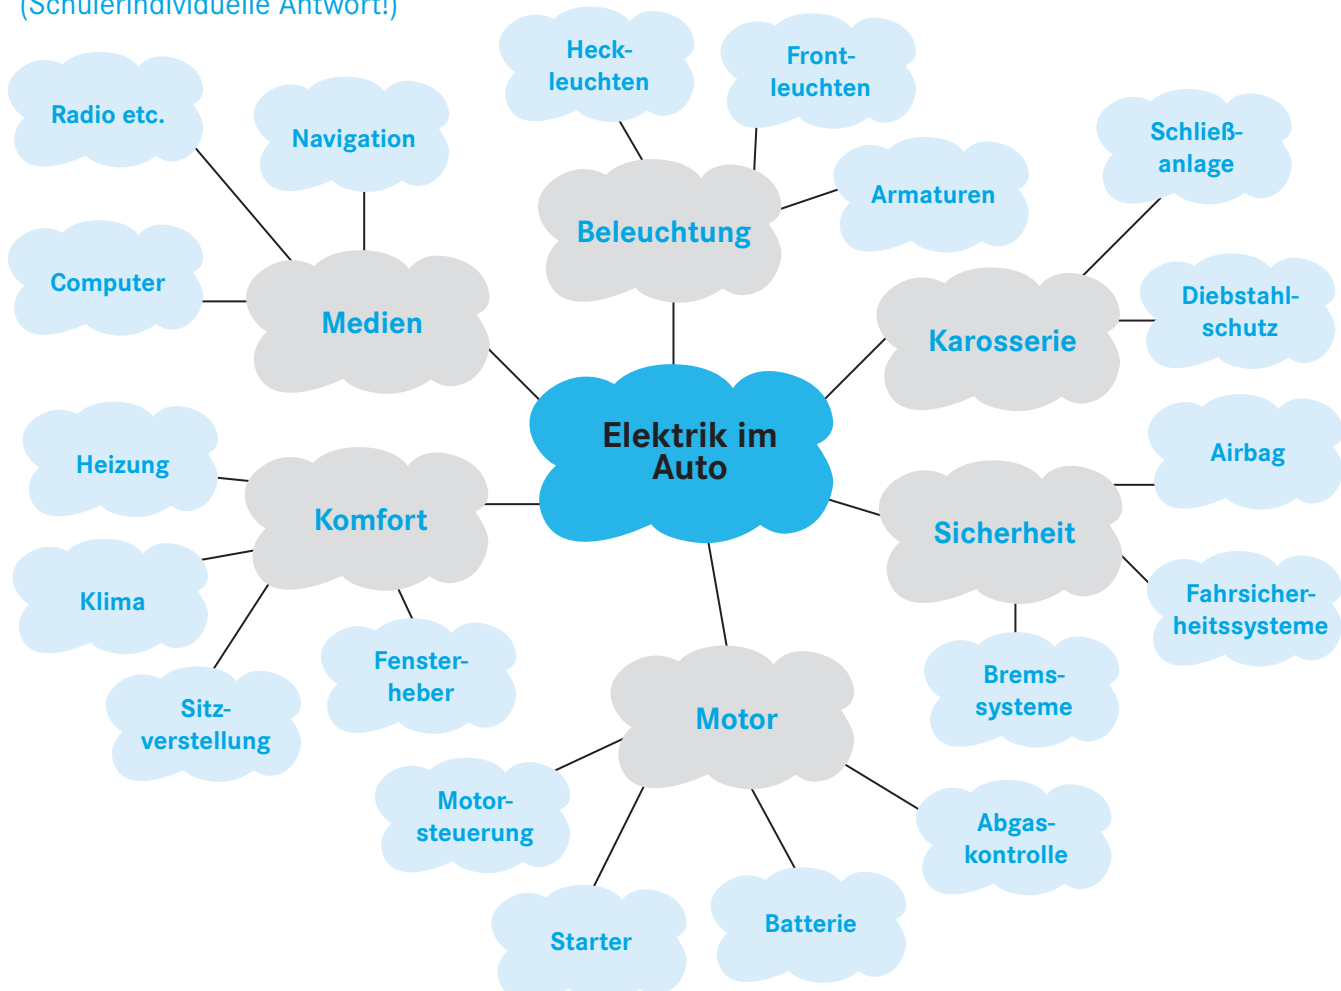 (Schülerindividuelle Antwort!)
Heck-
leuchten
Front-
leuchten
Radio etc.
Navigation
Schließ-
anlage
Armaturen
Beleuchtung
Computer
Medien
Diebstahl-
schutz
Karosserie
Elektrik im
Auto
Heizung
Airbag
Komfort
Sicherheit
Klima
Fahrsicher-
heitssysteme
Fenster-
heber
Brems-
systeme
Sitz-
verstellung
Motor
Motor-
steuerung
Abgas-
kontrolle
Batterie
Starter